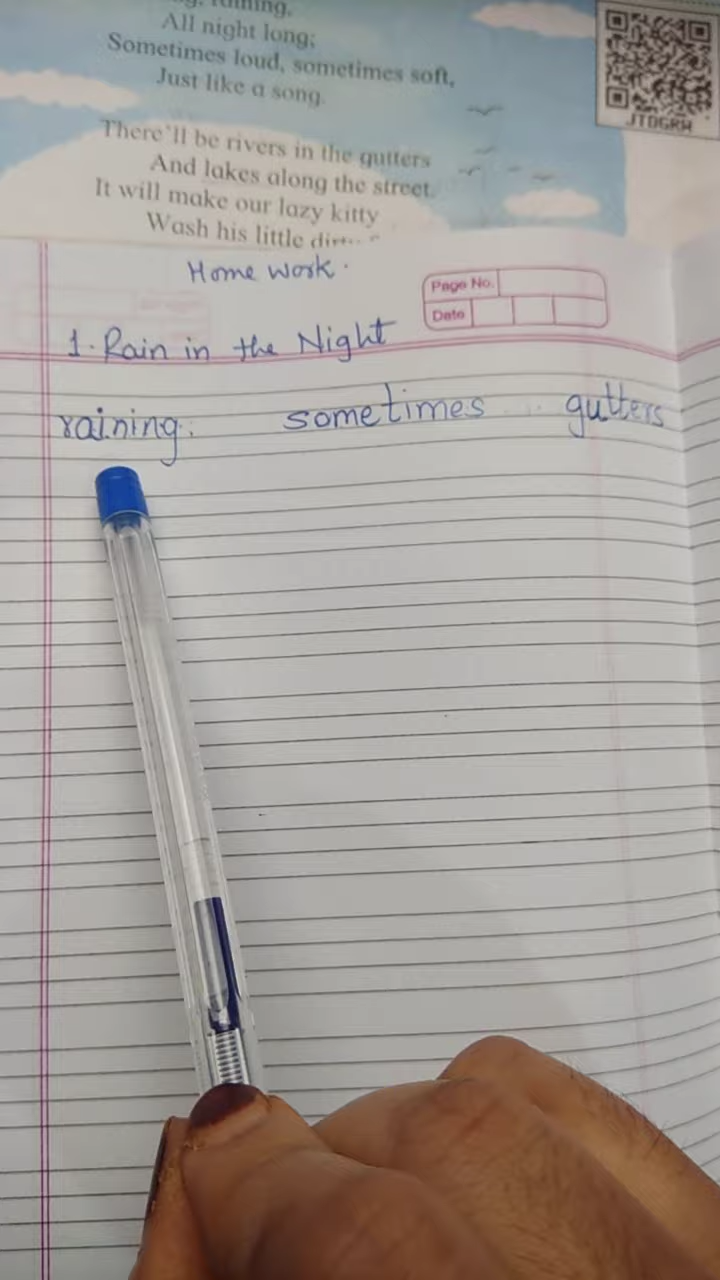 raining,
All night long;
Sometimes loud, sometimes soft,
Just like a song.
JTDGRW
There'll be rivers in the gutters
And lakes along the street.
It will make our lazy kitty
Wash his little
Home work.
Page No.
Date
1. Rain in the Night
raining. sometimes gutters